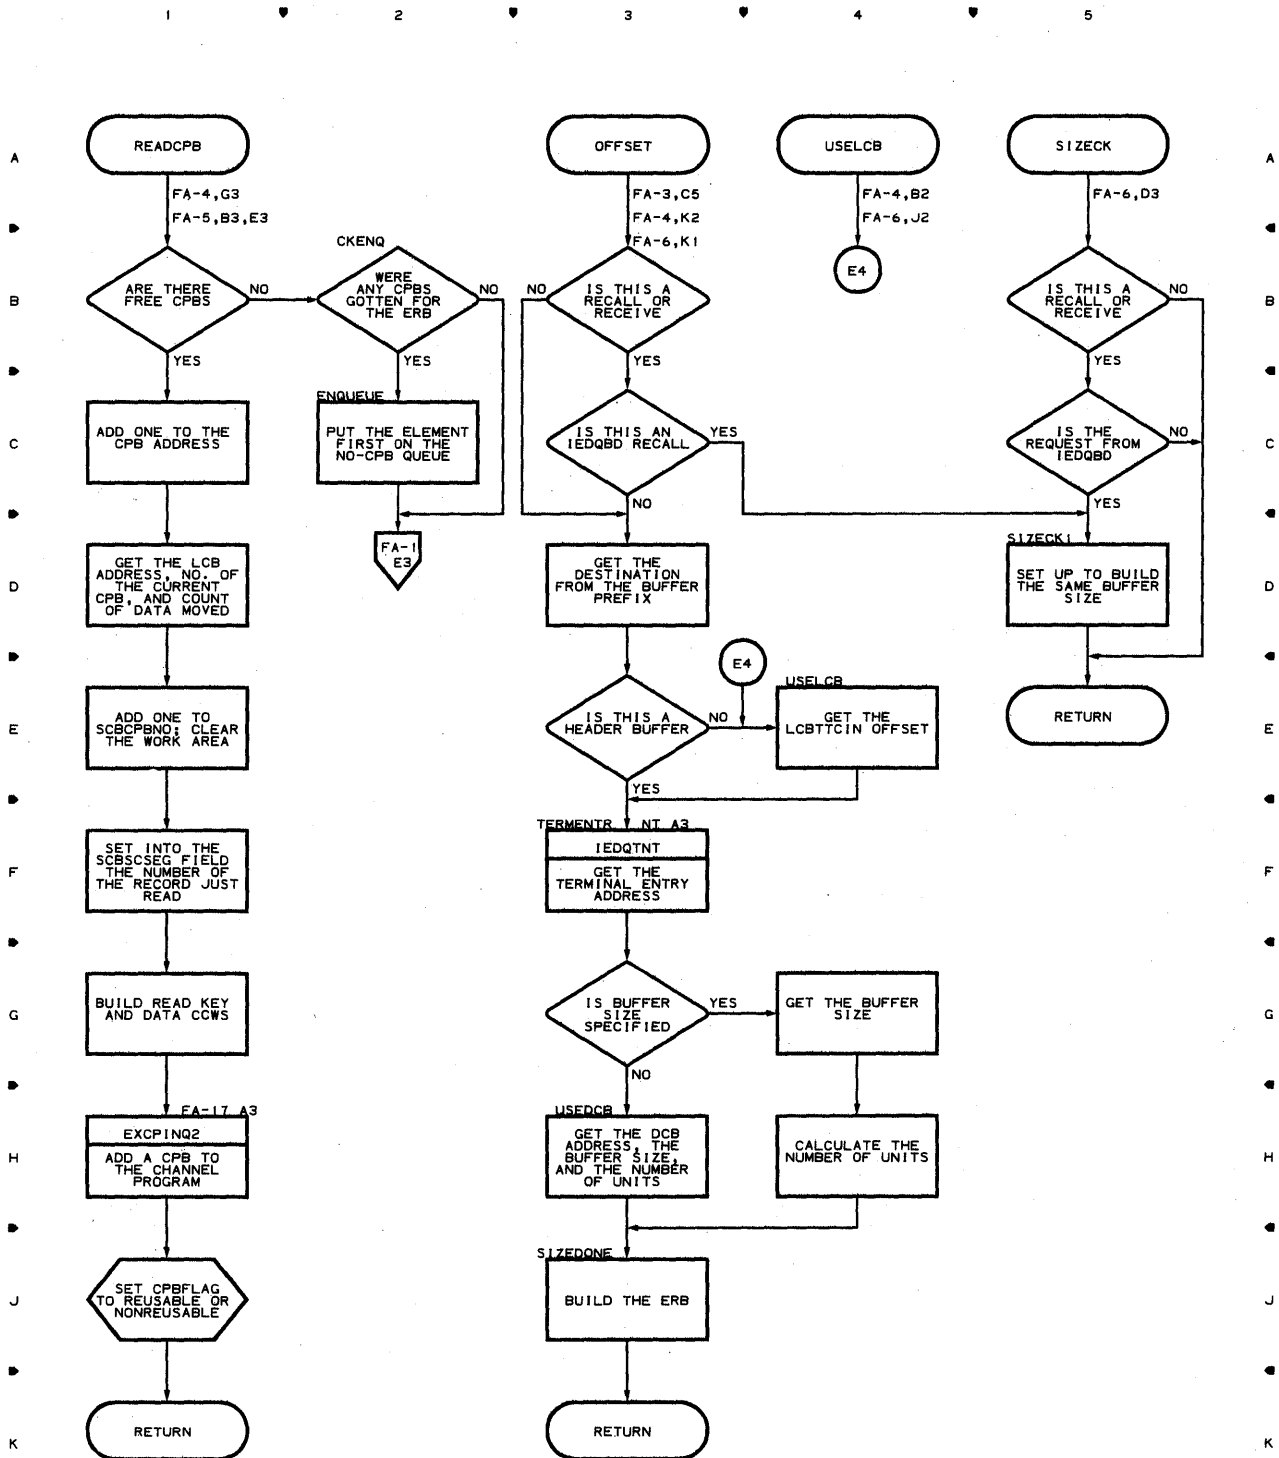 1 2 3 4 5
A
READCPB
OFFSET
USELCB
SIZECK
A
FA-4,G3
FA-5,B3,E3
FA-3,C5
FA-4,K2
FA-6,K1
FA-4,B2
FA-6,J2
FA-6,D3
B
ARE THERE
FREE CPBS
NO
YES
CKENQ
WERE
ANY CPBS
GOTTEN FOR
THE ERB
NO
YES
NO
IS THIS A
RECALL OR
RECEIVE
YES
E4
IS THIS A
RECALL OR
RECEIVE
NO
YES
B
C
ADD ONE TO THE
CPB ADDRESS
ENQUEUE
PUT THE ELEMENT
FIRST ON THE
NO-CPB QUEUE
IS THIS AN
IEDQBD RECALL
YES
NO
IS THE
REQUEST FROM
IEDQBD
NO
YES
C
D
GET THE LCB
ADDRESS, NO. OF
THE CURRENT
CPB, AND COUNT
OF DATA MOVED
FA-1
E3
GET THE
DESTINATION
FROM THE BUFFER
PREFIX
SIZECK1
SET UP TO BUILD
THE SAME BUFFER
SIZE
D
E
ADD ONE TO
SCBCPBNO; CLEAR
THE WORK AREA
IS THIS A
HEADER BUFFER
NO
YES
E4
USELCB
GET THE
LCBTTCIN OFFSET
RETURN
E
F
SET INTO THE
SCBSCSEG FIELD
THE NUMBER OF
THE RECORD JUST
READ
TERMENTR NT A3
IEDQTNT
GET THE
TERMINAL ENTRY
ADDRESS
F
G
BUILD READ KEY
AND DATA CCWS
IS BUFFER
SIZE
SPECIFIED
YES
NO
GET THE BUFFER
SIZE
G
H
FA-17 A3
EXCPINQ2
ADD A CPB TO
THE CHANNEL
PROGRAM
USEDCB
GET THE DCB
ADDRESS, THE
BUFFER SIZE,
AND THE NUMBER
OF UNITS
CALCULATE THE
NUMBER OF UNITS
H
J
SET CPBFLAG
TO REUSABLE OR
NONREUSABLE
SIZEDONE
BUILD THE ERB
J
K
RETURN
RETURN
K